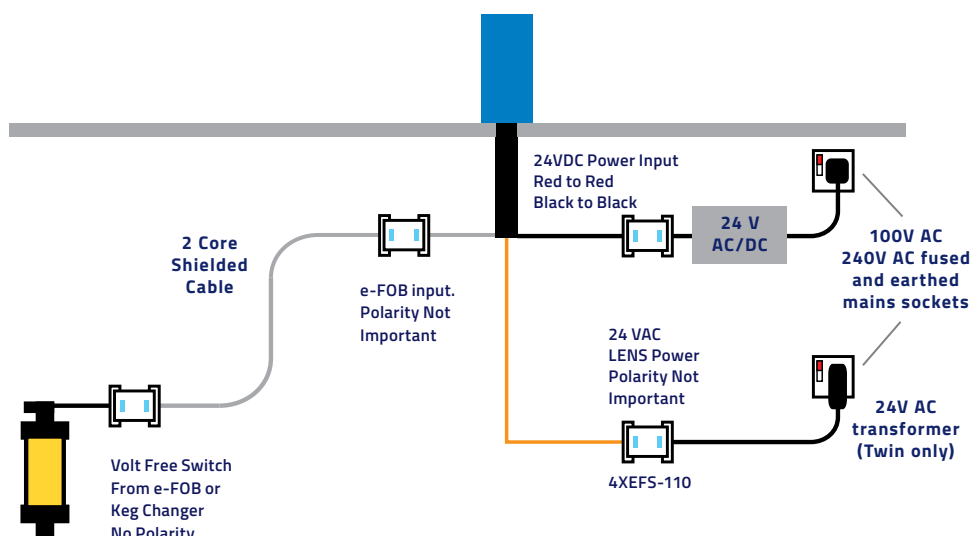 24VDC Power Input
Red to Red
Black to Black
24 V
AC/DC
100V AC
240V AC fused
and earthed
mains sockets
2 Core
Shielded
Cable
e-FOB input.
Polarity Not
Important
24 VAC
LENS Power
Polarity Not
Important
4XEFS-110
24V AC
transformer
(Twin only)
Volt Free Switch
From e-FOB or
Keg Changer
No Polarity